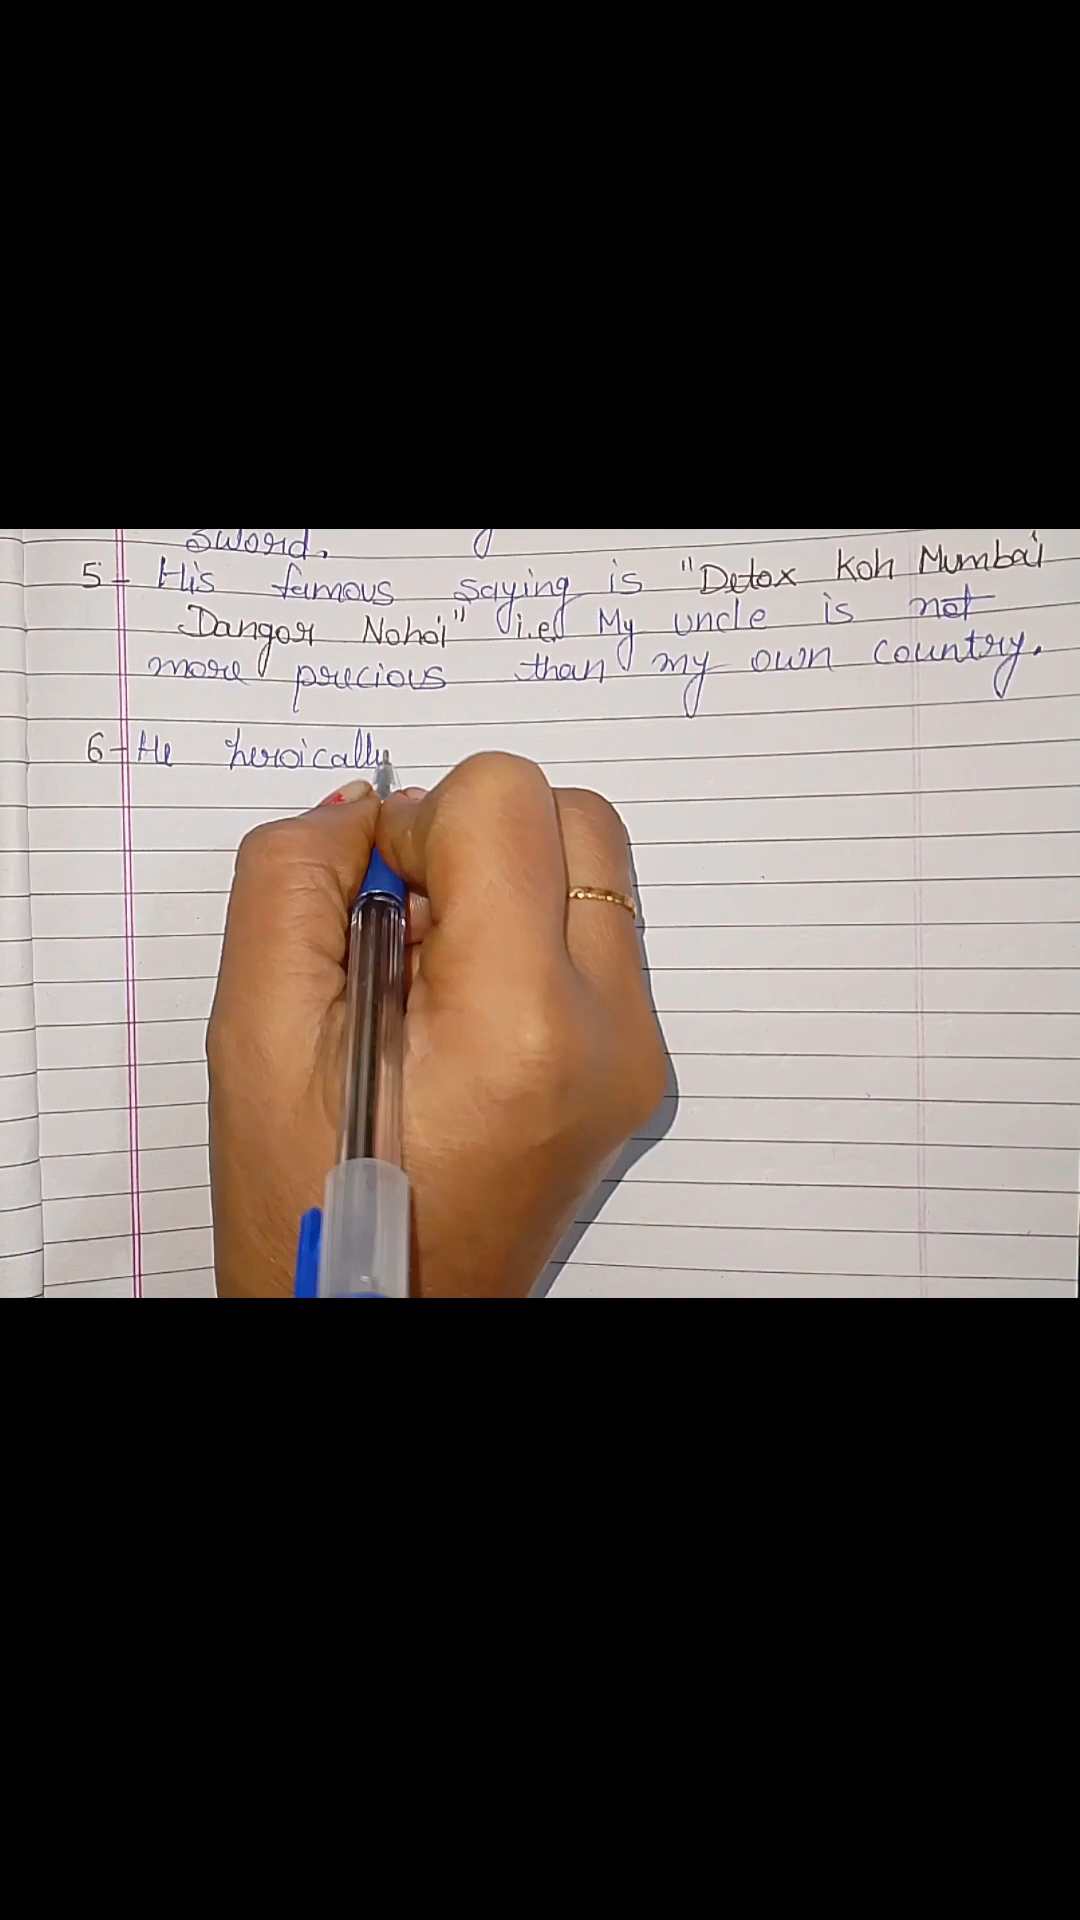 sword.
5- His famous saying is "Detox Koh Mumbai
Dangor Nohoi" i.e. My uncle is not
more precious than my own country.
6- He heroically